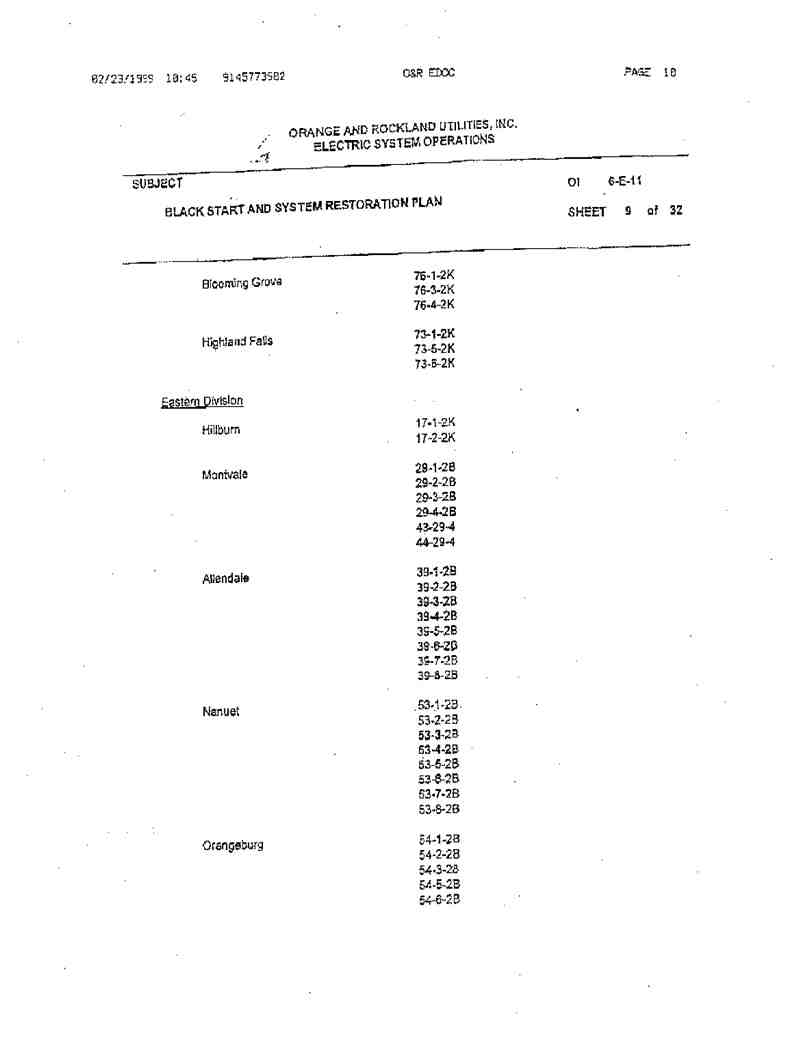 02/23/1999 10:45 9145773502 O&R EDOC PAGE 10
ORANGE AND ROCKLAND UTILITIES, INC.
ELECTRIC SYSTEM OPERATIONS
SUBJECT OI 6-E-11
BLACK START AND SYSTEM RESTORATION PLAN
SHEET 9 of 32
Blooming Grove 76-1-2K
76-3-2K
76-4-2K
Highland Falls 73-1-2K
73-5-2K
73-6-2K
Eastern Division
Hillburn 17-1-2K
17-2-2K
Montvale 29-1-2B
29-2-2B
29-3-2B
29-4-2B
43-29-4
44-29-4
Allendale 39-1-2B
39-2-2B
39-3-2B
39-4-2B
39-5-2B
39-6-2B
39-7-2B
39-8-2B
Nanuet 53-1-2B
53-2-2B
53-3-2B
53-4-2B
53-5-2B
53-6-2B
53-7-2B
53-8-2B
Orangeburg 54-1-2B
54-2-2B
54-3-2B
54-5-2B
54-6-2B